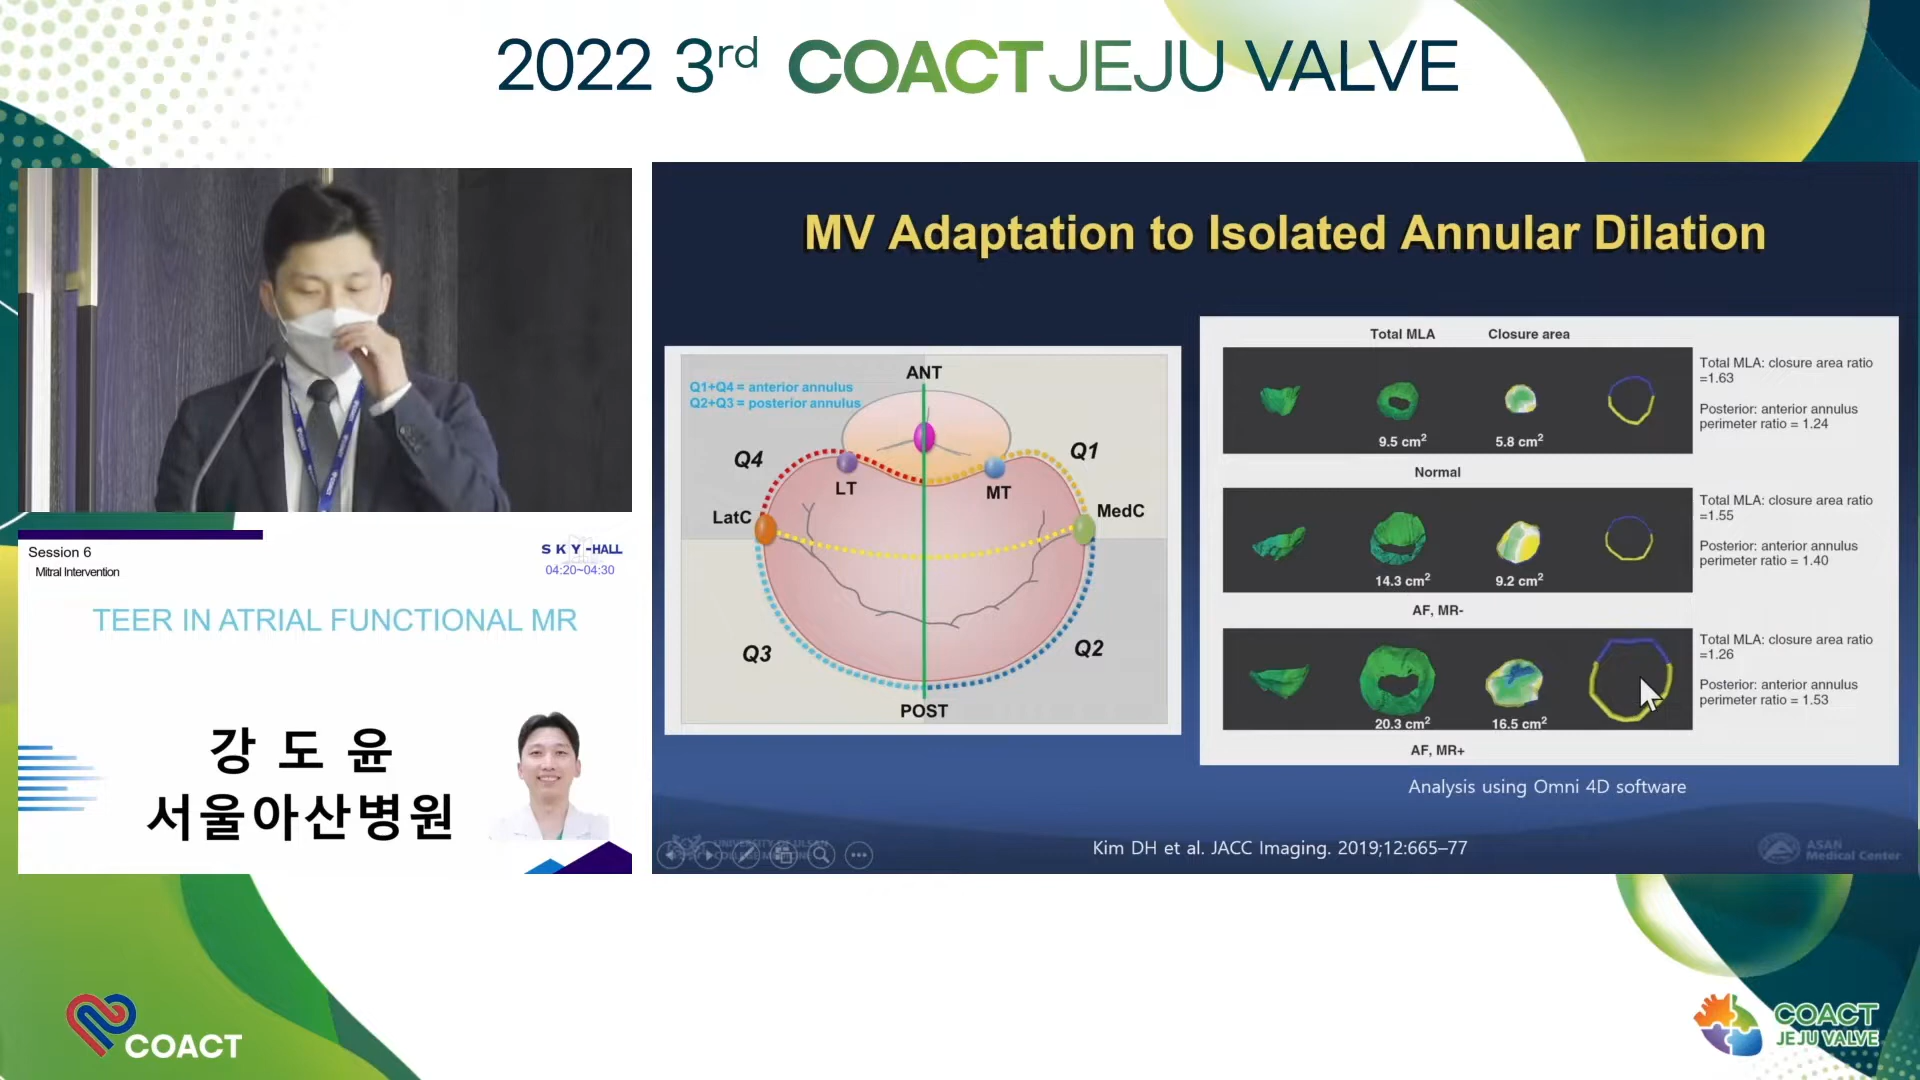 2022 3rd COACT JEJU VALVE
Session 6
Mitral Intervention
SKY-HALL
04:20~04:30
TEER IN ATRIAL FUNCTIONAL MR
강 도 윤
서울아산병원
MV Adaptation to Isolated Annular Dilation
Q1+Q4 = anterior annulus
Q2+Q3 = posterior annulus
ANT
Q4
Q1
LT
MT
LatC
MedC
Q3
Q2
POST
Total MLA
Closure area
9.5 cm2
5.8 cm2
Total MLA: closure area ratio
=1.63
Posterior: anterior annulus
perimeter ratio = 1.24
Normal
14.3 cm2
9.2 cm2
Total MLA: closure area ratio
=1.55
Posterior: anterior annulus
perimeter ratio = 1.40
AF, MR-
20.3 cm2
16.5 cm2
Total MLA: closure area ratio
=1.26
Posterior: anterior annulus
perimeter ratio = 1.53
AF, MR+
Analysis using Omni 4D software
Kim DH et al. JACC Imaging. 2019;12:665–77
ASAN
Medical Center
COACT
COACT
JEJU VALVE